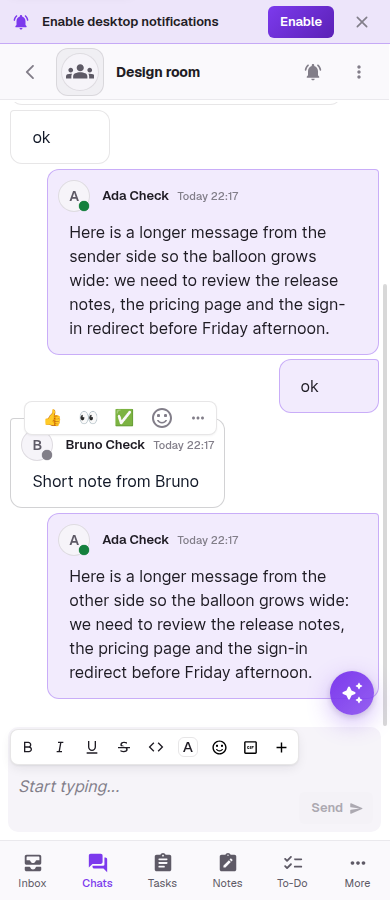 Enable desktop notifications
Enable
Design room
ok
A
Ada Check Today 22:17
Here is a longer message from the
sender side so the balloon grows
wide: we need to review the release
notes, the pricing page and the sign-
in redirect before Friday afternoon.
ok
B
Bruno Check Today 22:17
Short note from Bruno
A
Ada Check Today 22:17
Here is a longer message from the
other side so the balloon grows wide:
we need to review the release notes,
the pricing page and the sign-in
redirect before Friday afternoon.
B I U S A GIF
Start typing...
Send
Inbox Chats Tasks Notes To-Do More